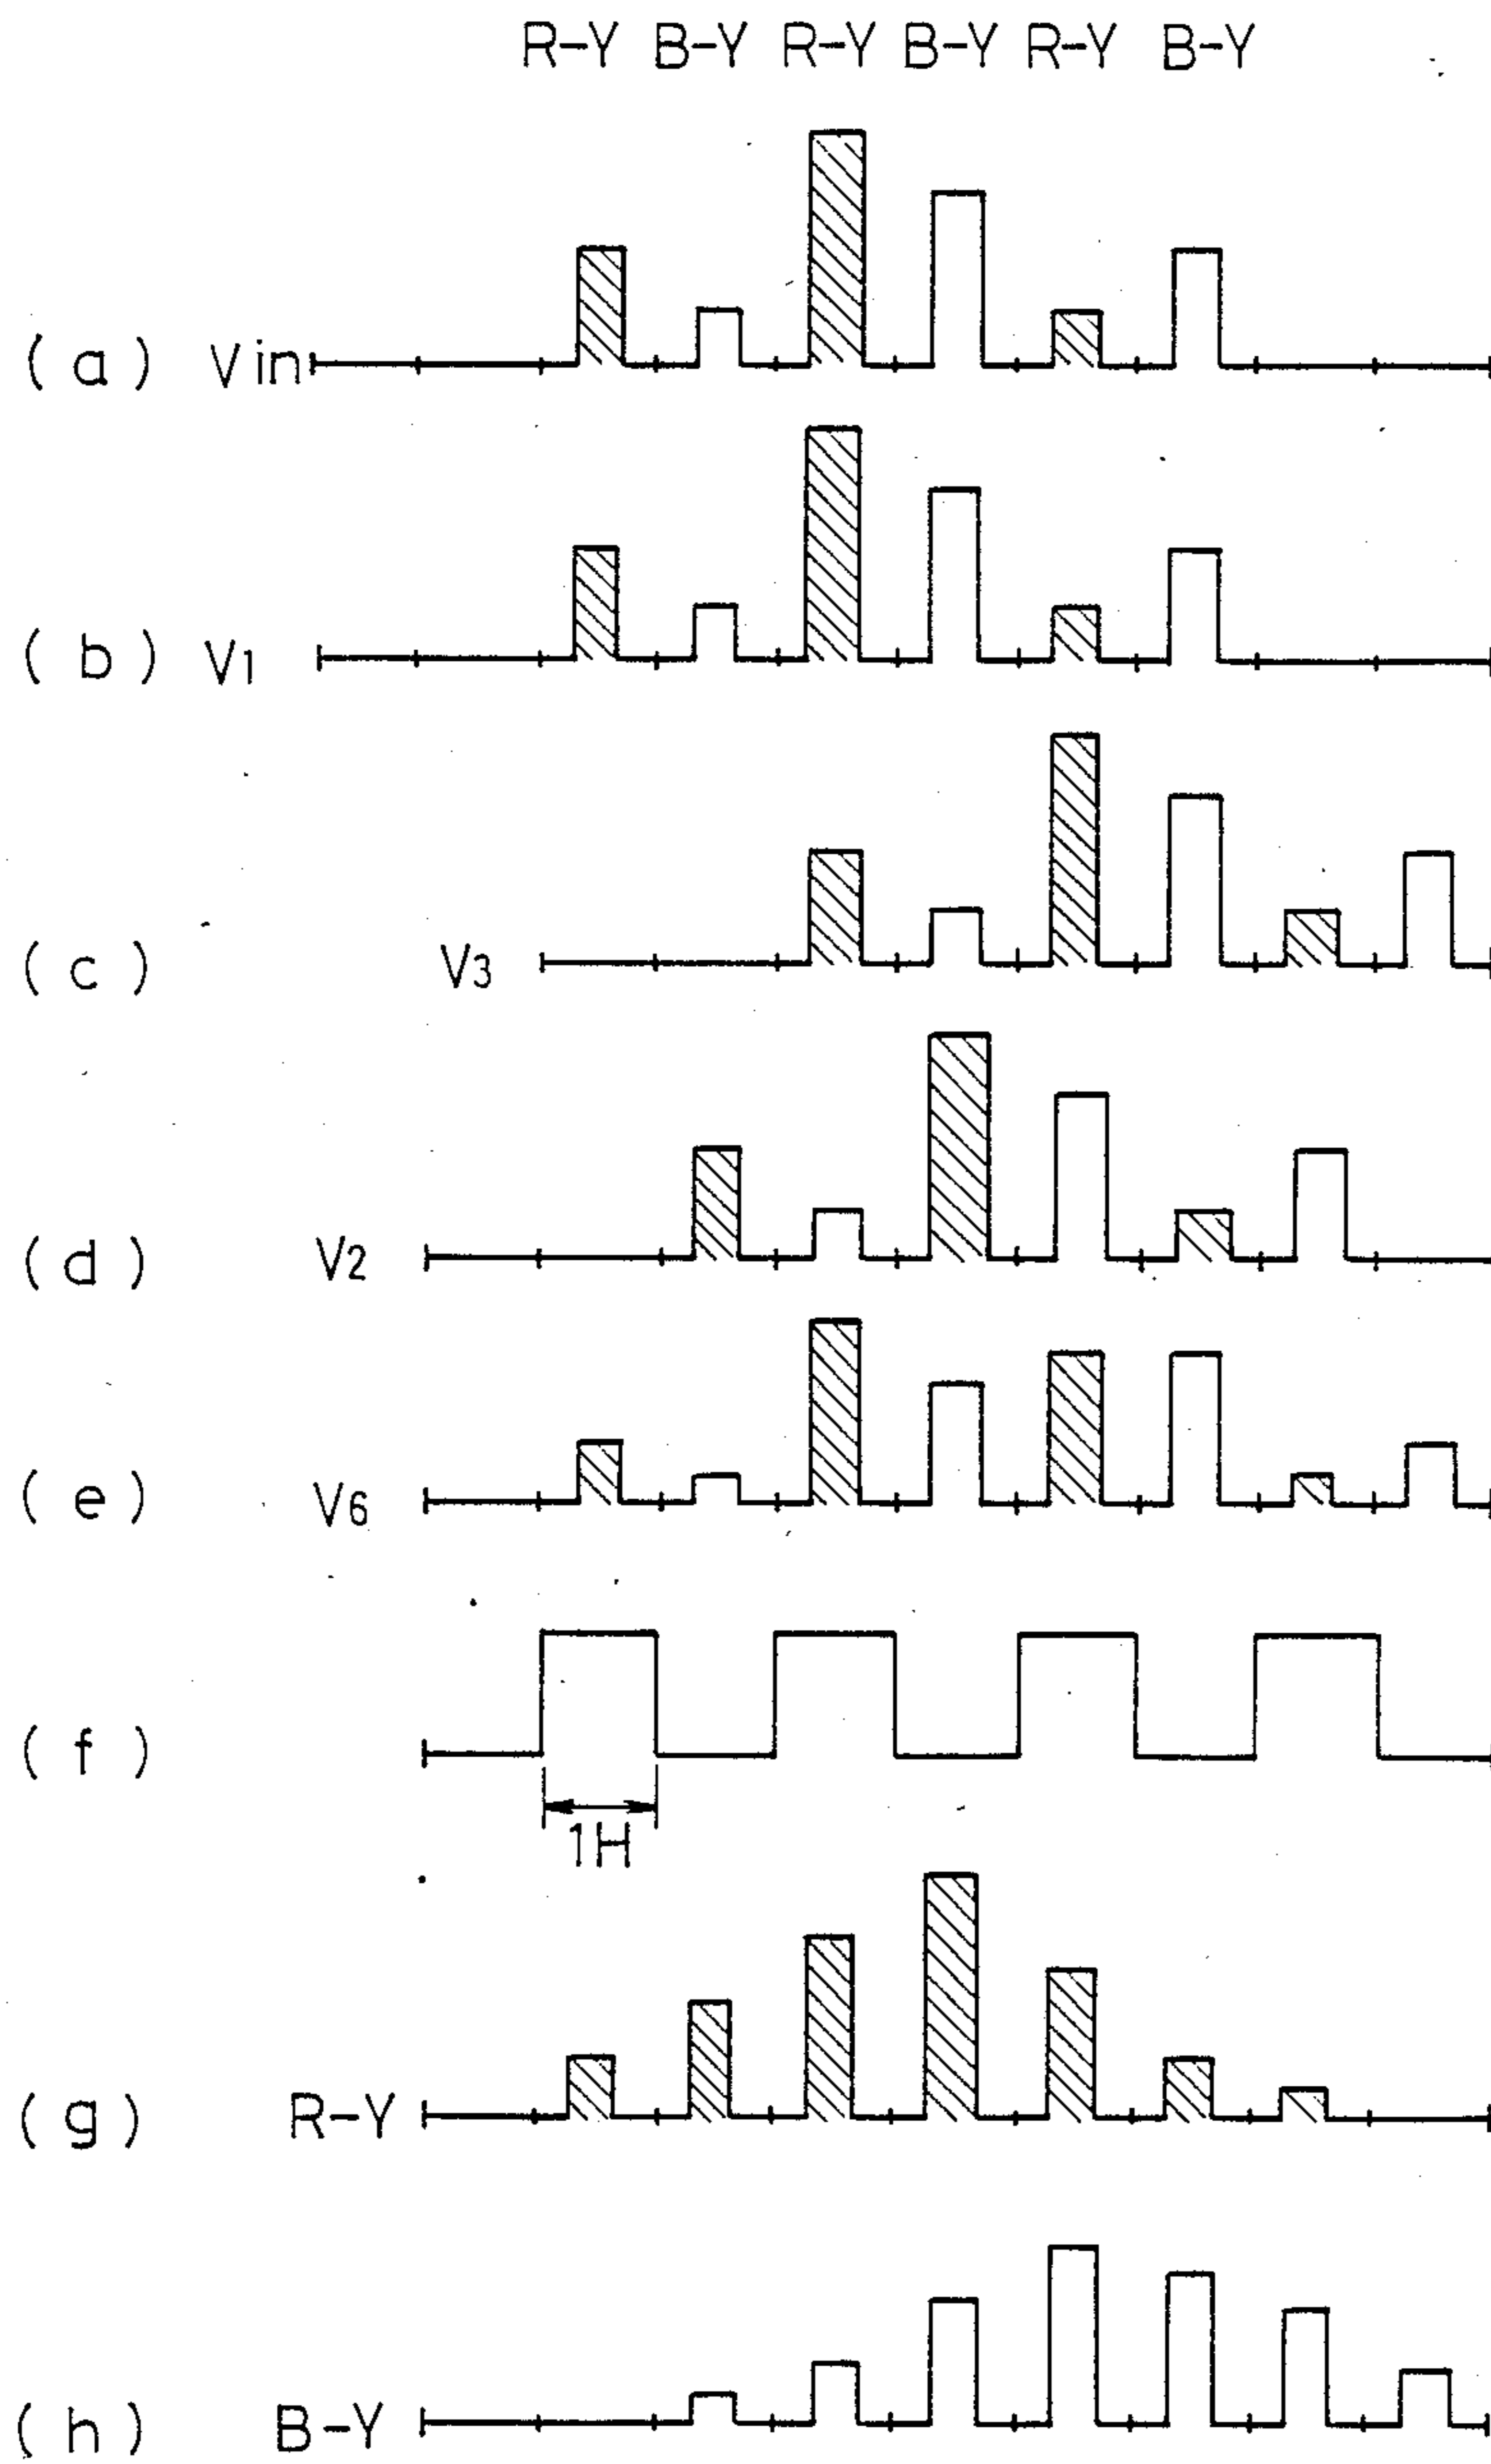 R-Y B-Y R-Y B-Y R-Y B-Y
(a) Vin
(b) V1
(c) V3
(d) V2
(e) V6
(f)
1H
(g) R-Y
(h) B-Y